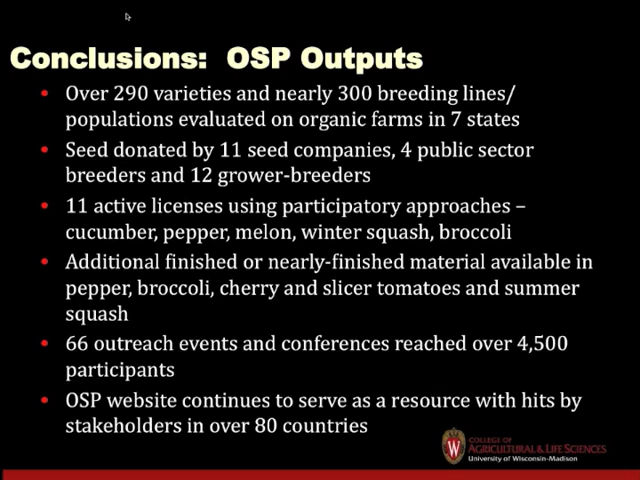 Conclusions: OSP Outputs
• Over 290 varieties and nearly 300 breeding lines/
populations evaluated on organic farms in 7 states
• Seed donated by 11 seed companies, 4 public sector
breeders and 12 grower-breeders
• 11 active licenses using participatory approaches –
cucumber, pepper, melon, winter squash, broccoli
• Additional finished or nearly-finished material available in
pepper, broccoli, cherry and slicer tomatoes and summer
squash
• 66 outreach events and conferences reached over 4,500
participants
• OSP website continues to serve as a resource with hits by
stakeholders in over 80 countries
W
COLLEGE OF
AGRICULTURAL & LIFE SCIENCES
University of Wisconsin-Madison